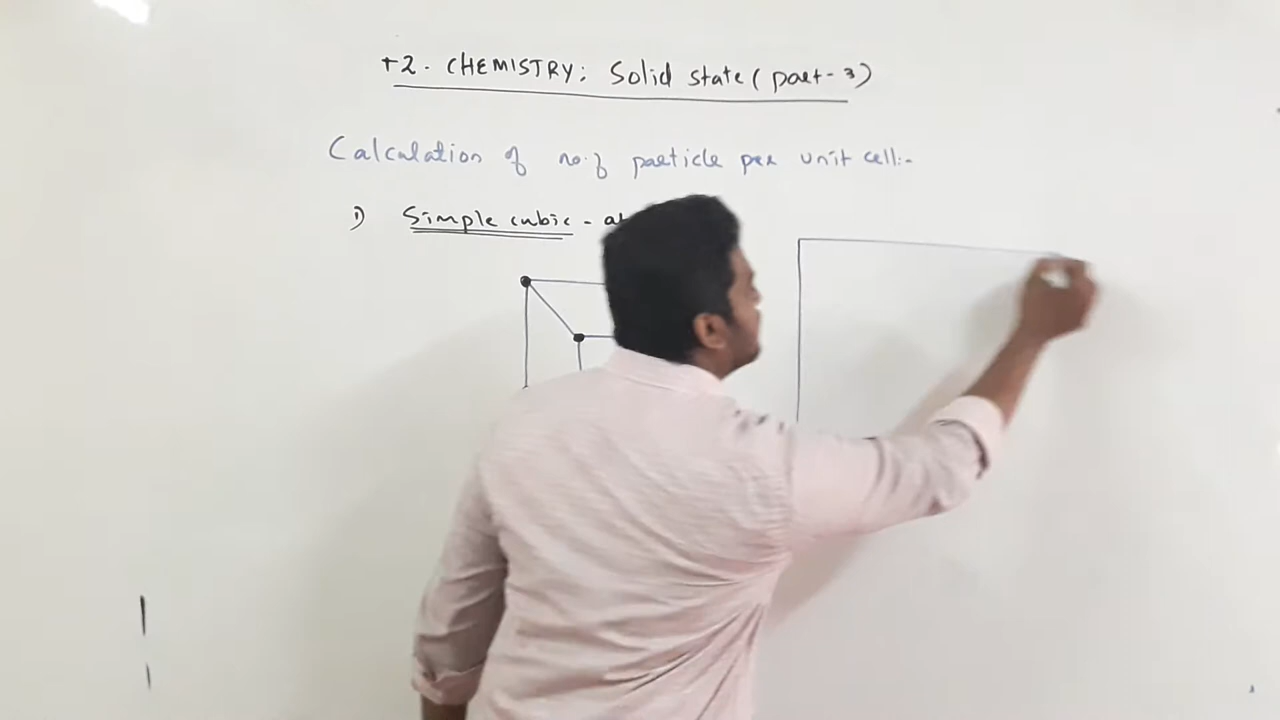 +2. CHEMISTRY: Solid state (part-3)
Calculation of no. of particle per unit cell:-
1) Simple cubic -